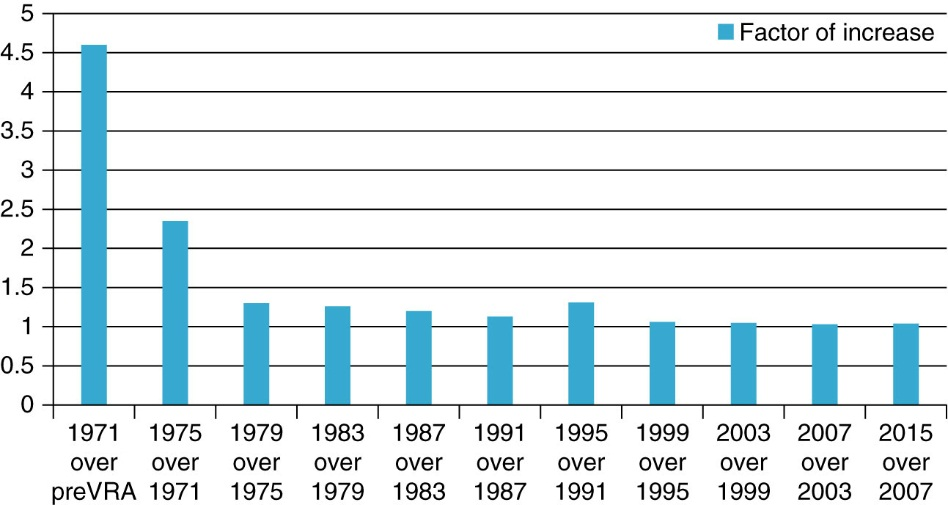 5
Factor of increase
4.5
4
3.5
3
2.5
2
1.5
1
0.5
0
1971 1975 1979 1983 1987 1991 1995 1999 2003 2007 2015
over over over over over over over over over over over
preVRA 1971 1975 1979 1983 1987 1991 1995 1999 2003 2007